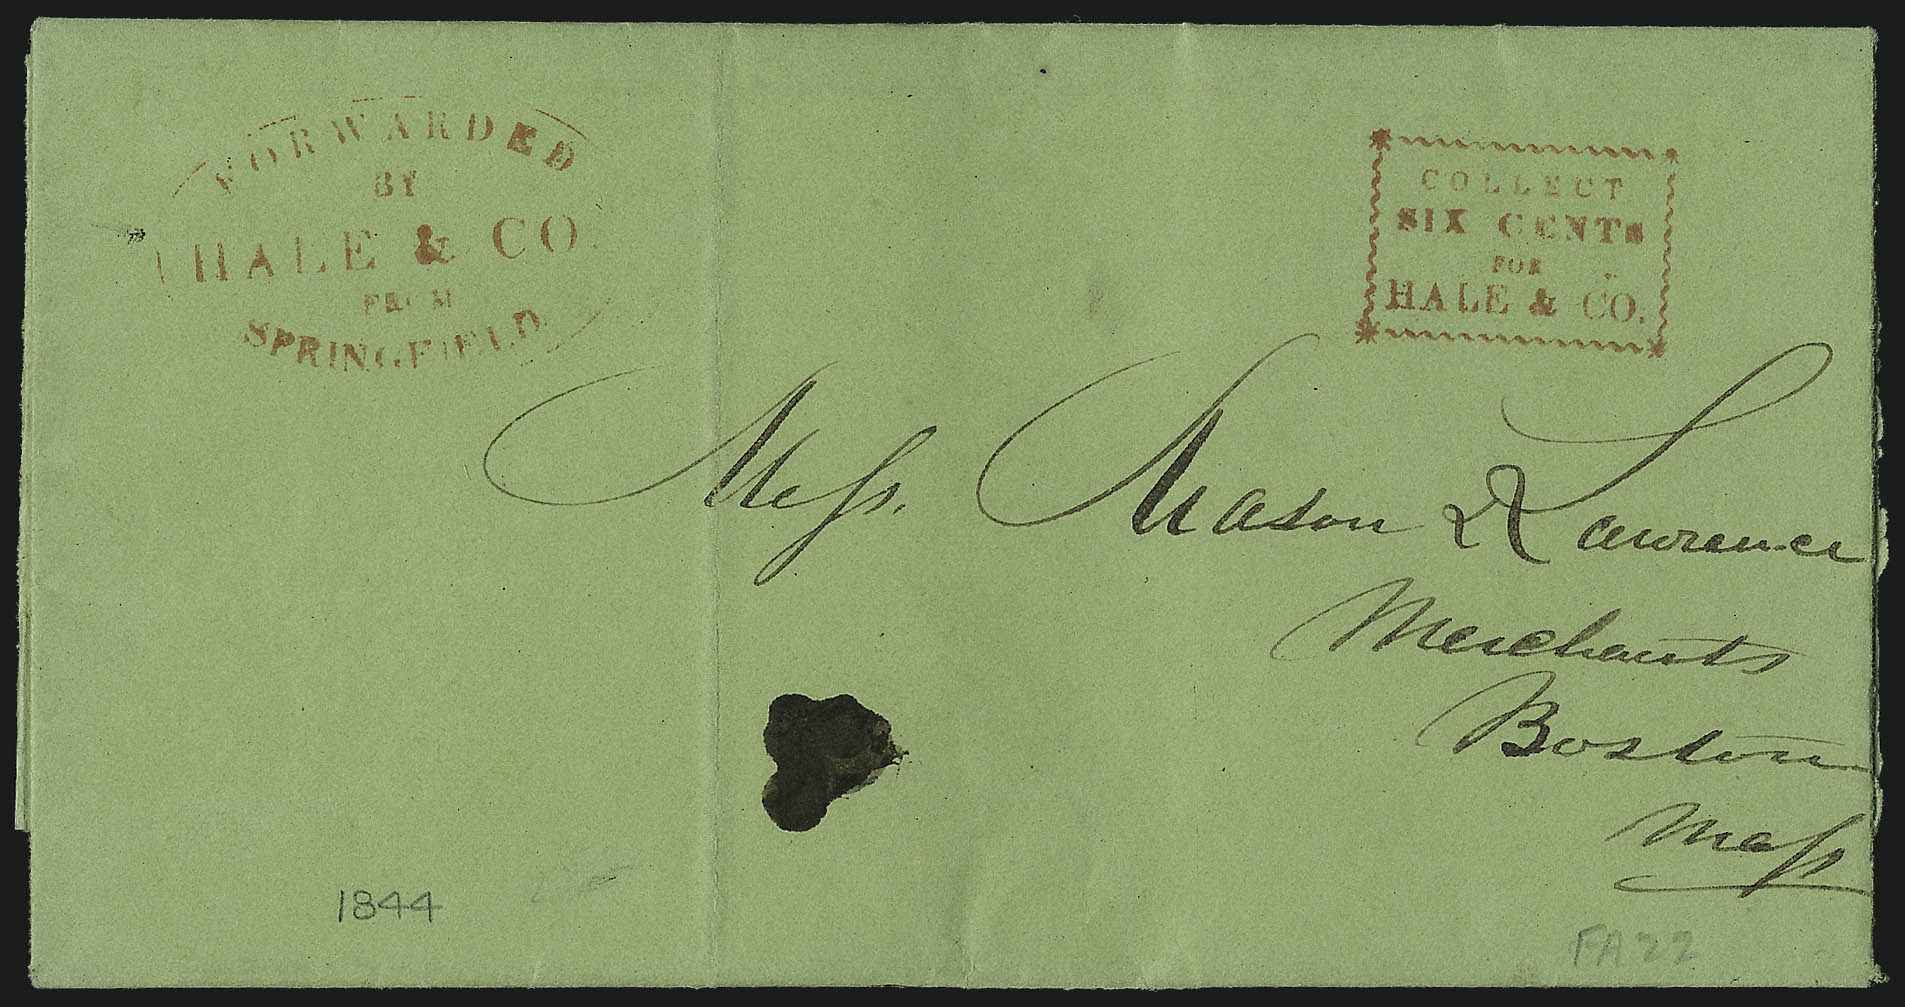 FORWARDED
BY
HALE & CO.
FROM
SPRINGFIELD.
COLLECT
SIX CENTS
FOR
HALE & CO.
Messrs. Mason & Lawrence
Merchants
Boston
Mass
1844
FA22